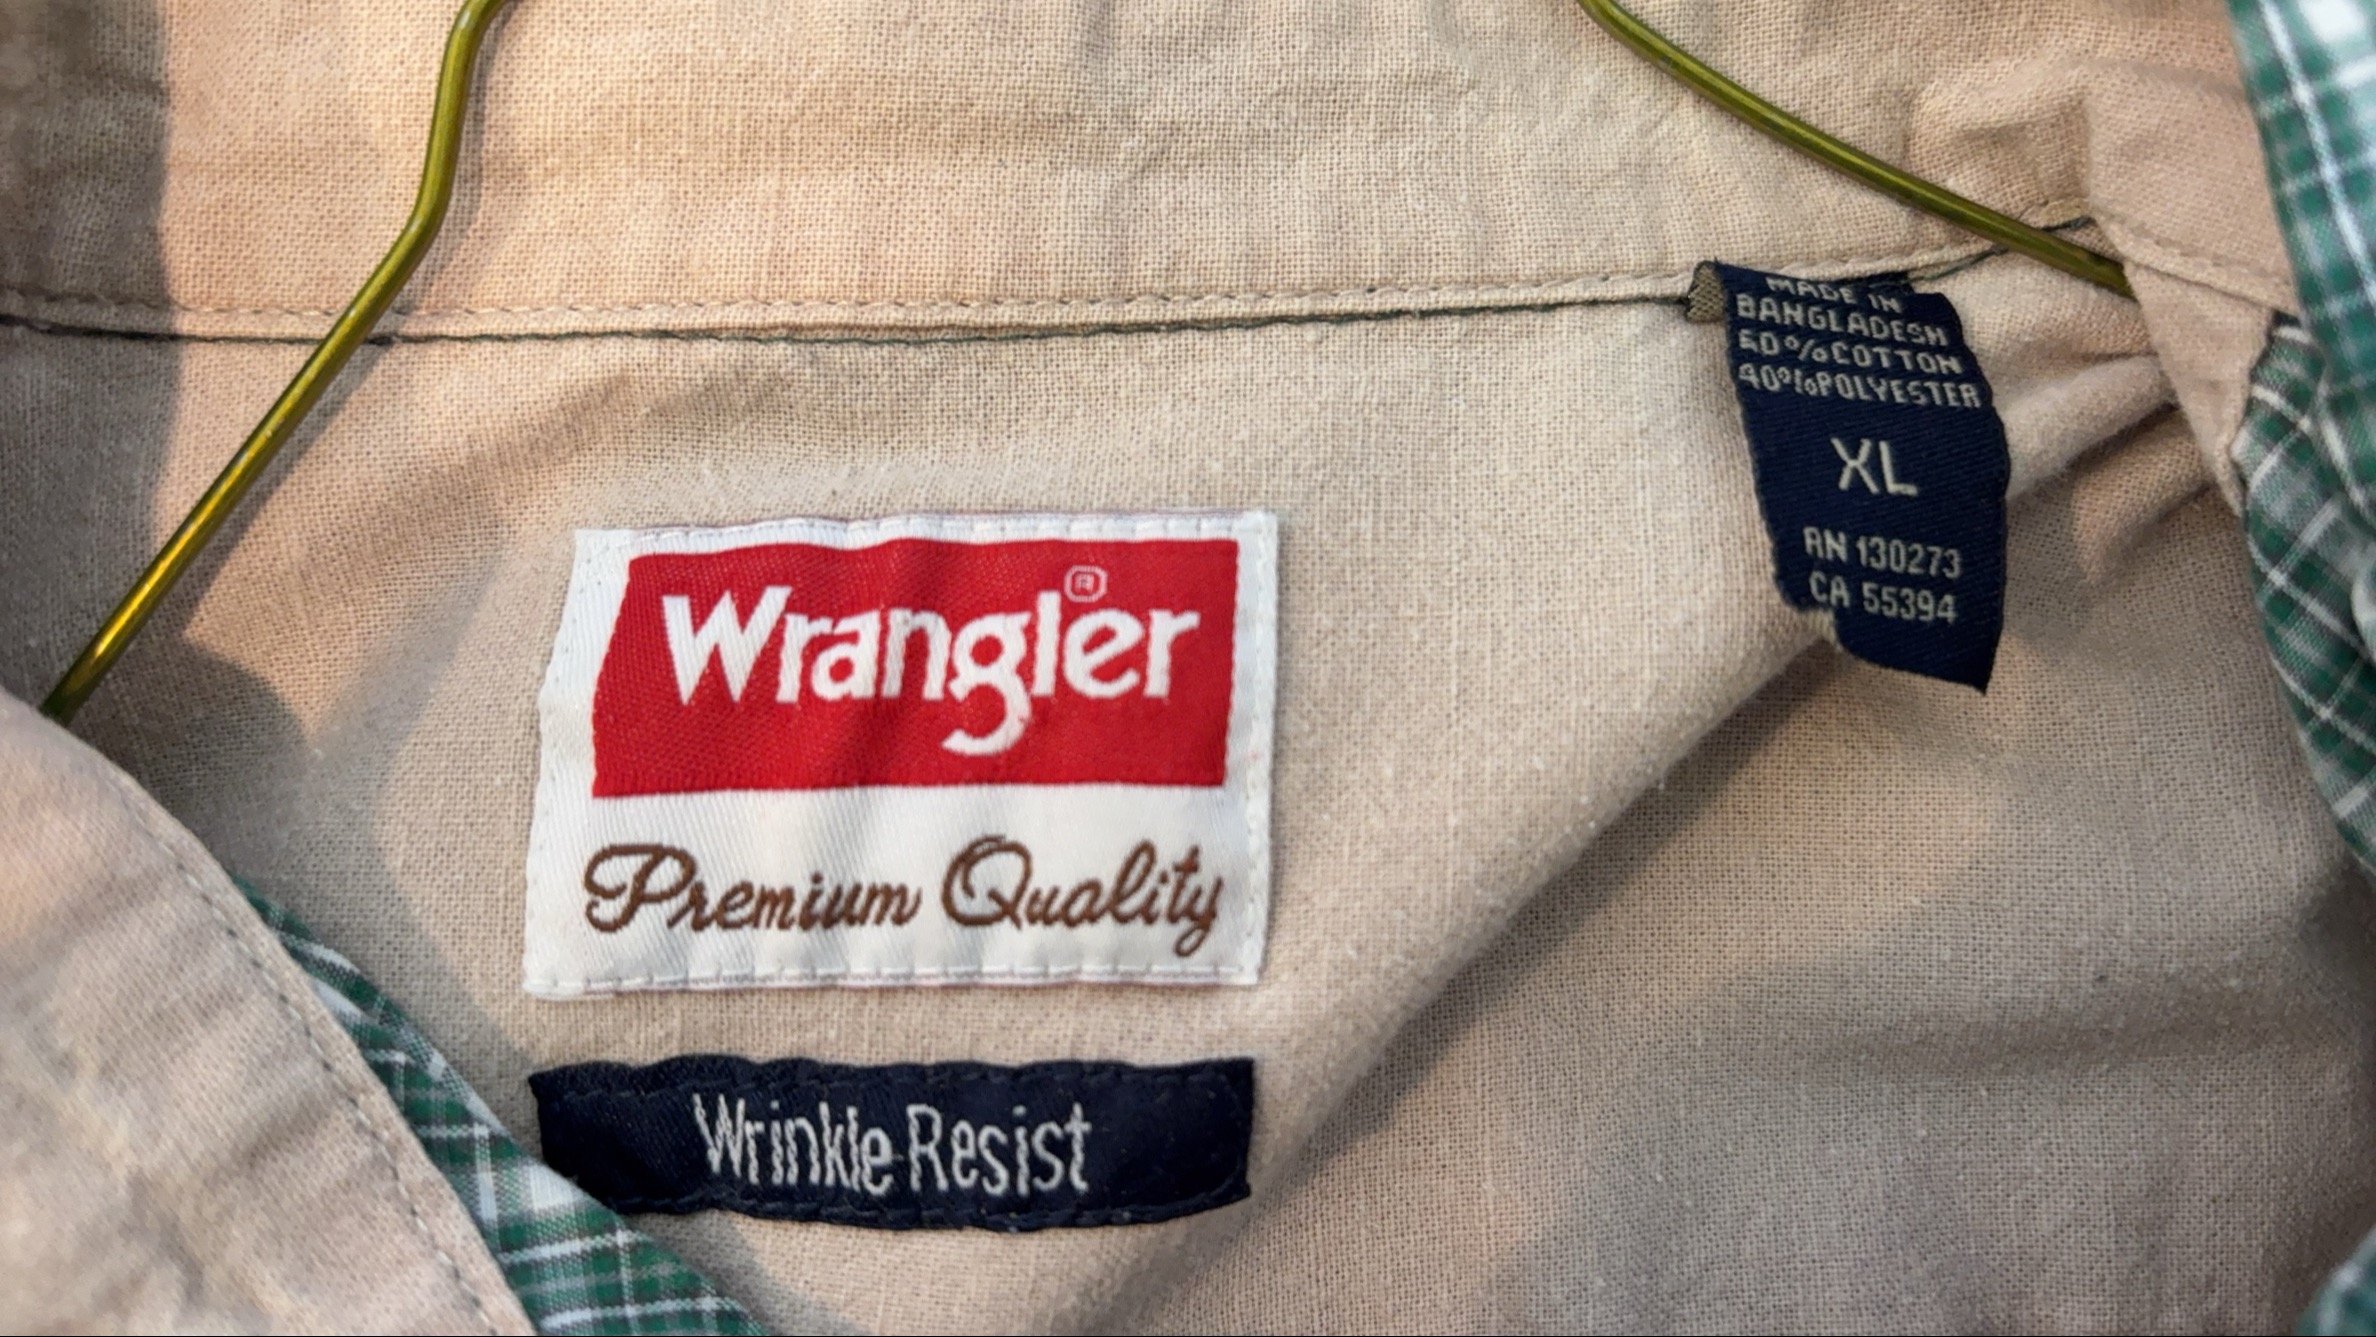 Wrangler®
Premium Quality
Wrinkle Resist
MADE IN
BANGLADESH
60%COTTON
40%POLYESTER
XL
RN 130273
CA 55394